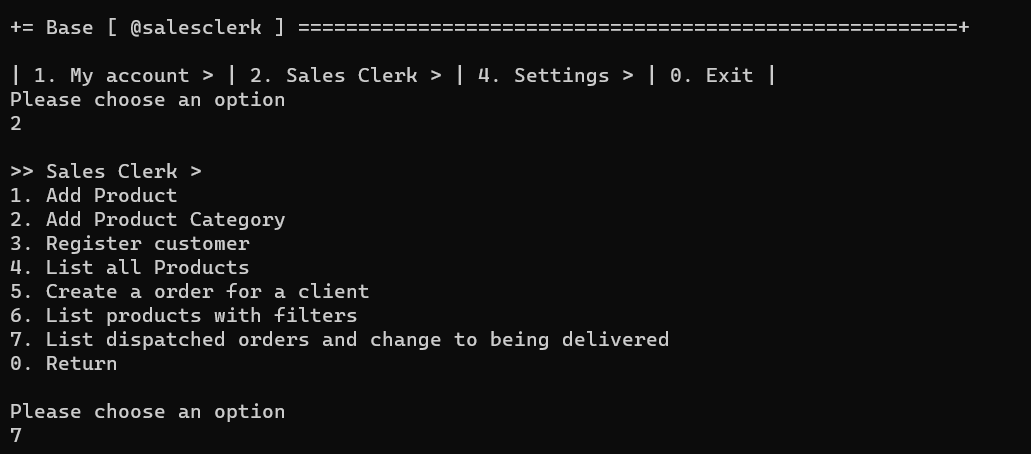 += Base [ @salesclerk ] =======================================================+
| 1. My account > | 2. Sales Clerk > | 4. Settings > | 0. Exit |
Please choose an option
2
>> Sales Clerk >
1. Add Product
2. Add Product Category
3. Register customer
4. List all Products
5. Create a order for a client
6. List products with filters
7. List dispatched orders and change to being delivered
0. Return
Please choose an option
7